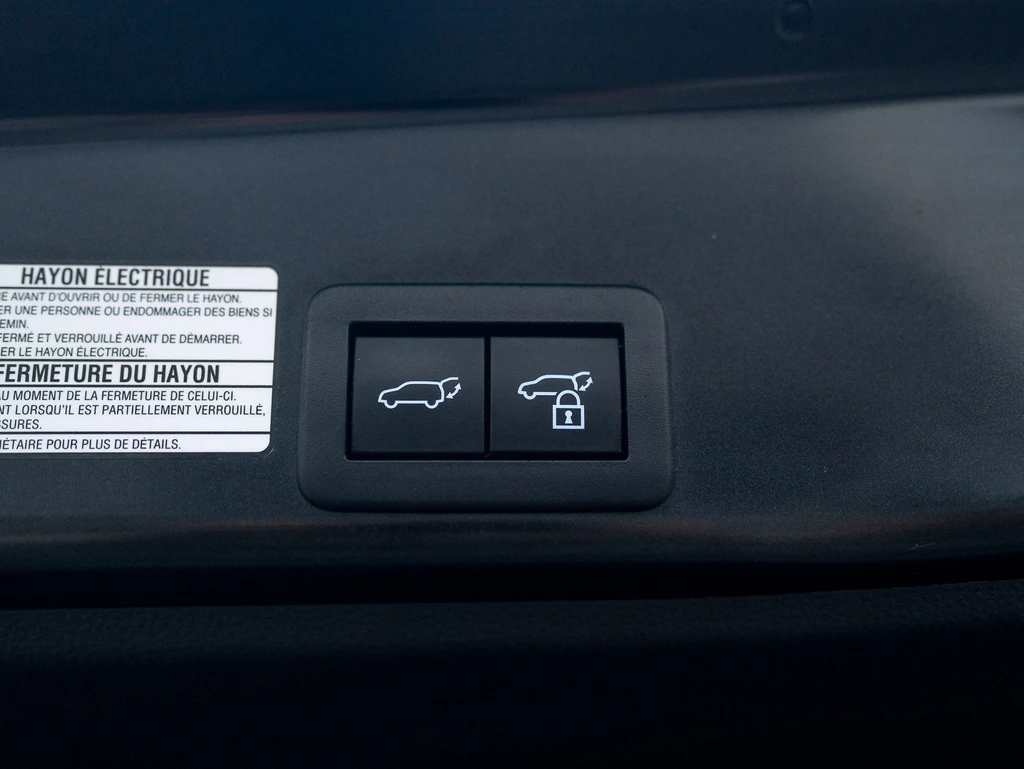 HAYON ÉLECTRIQUE
AVANT D'OUVRIR OU DE FERMER LE HAYON.
UNE PERSONNE OU ENDOMMAGER DES BIENS SI
EMIN.
FERMÉ ET VERROUILLÉ AVANT DE DÉMARRER.
ER LE HAYON ÉLECTRIQUE.
FERMETURE DU HAYON
AU MOMENT DE LA FERMETURE DE CELUI-CI.
NT LORSQU'IL EST PARTIELLEMENT VERROUILLÉ,
SSURES.
IÉTAIRE POUR PLUS DE DÉTAILS.